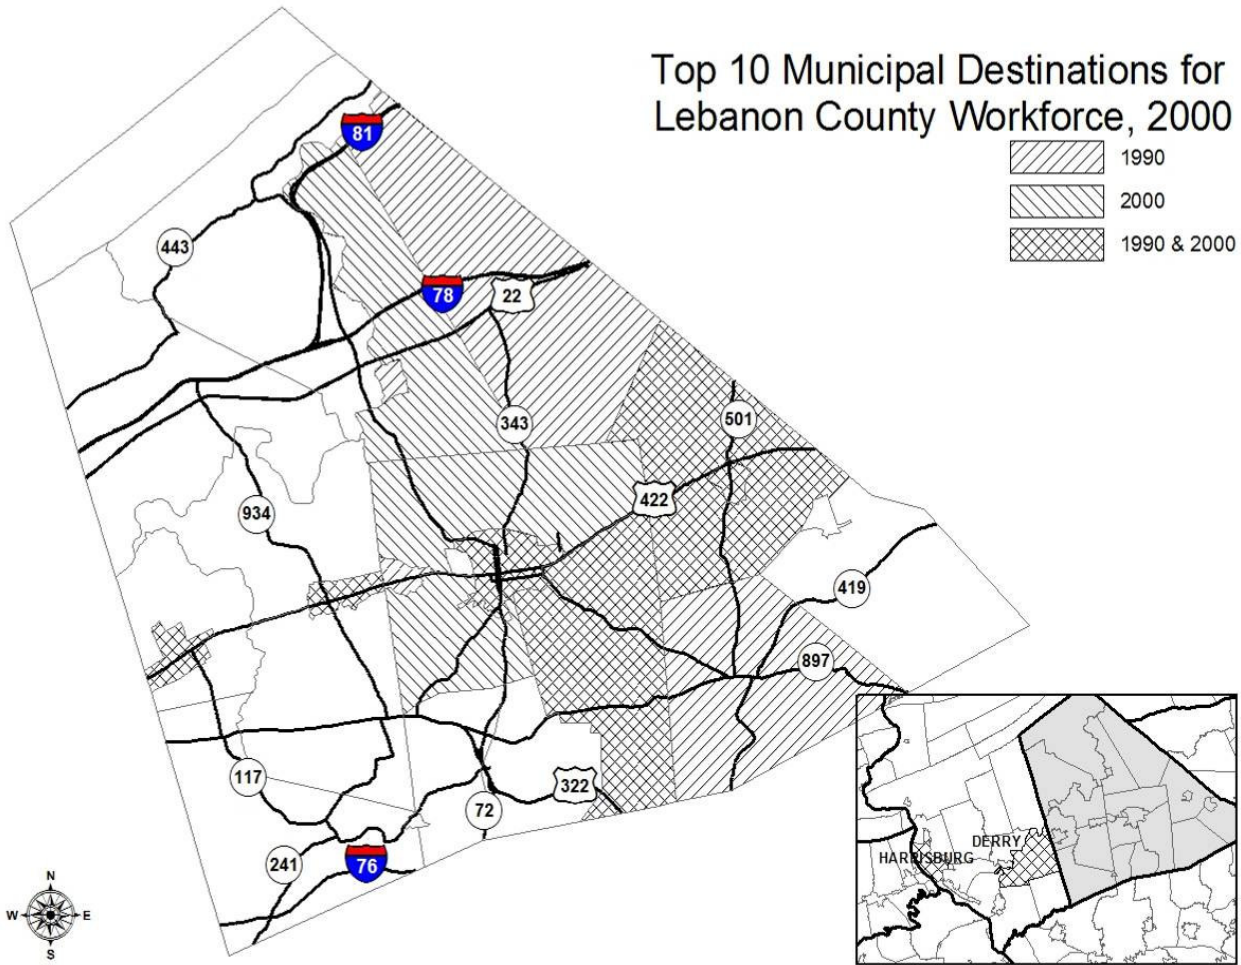 Top 10 Municipal Destinations for
Lebanon County Workforce, 2000
1990
2000
1990 & 2000
81
443
78
22
343
501
422
934
419
897
117
322
72
241
76
DERRY
HARRISBURG
N
W
E
S